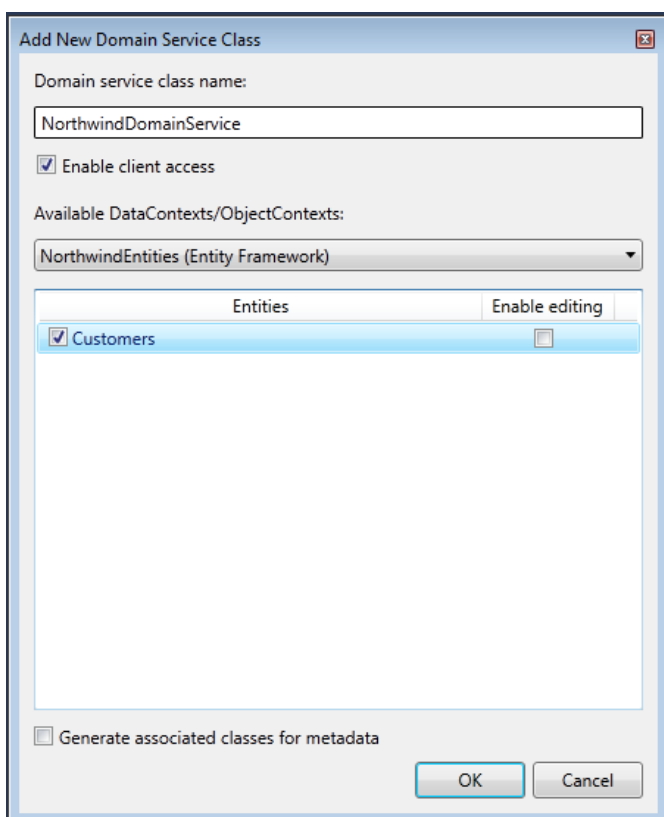 Add New Domain Service Class
Domain service class name:
NorthwindDomainService
Enable client access
Available DataContexts/ObjectContexts:
NorthwindEntities (Entity Framework)
Entities Enable editing
Customers
Generate associated classes for metadata
OK Cancel